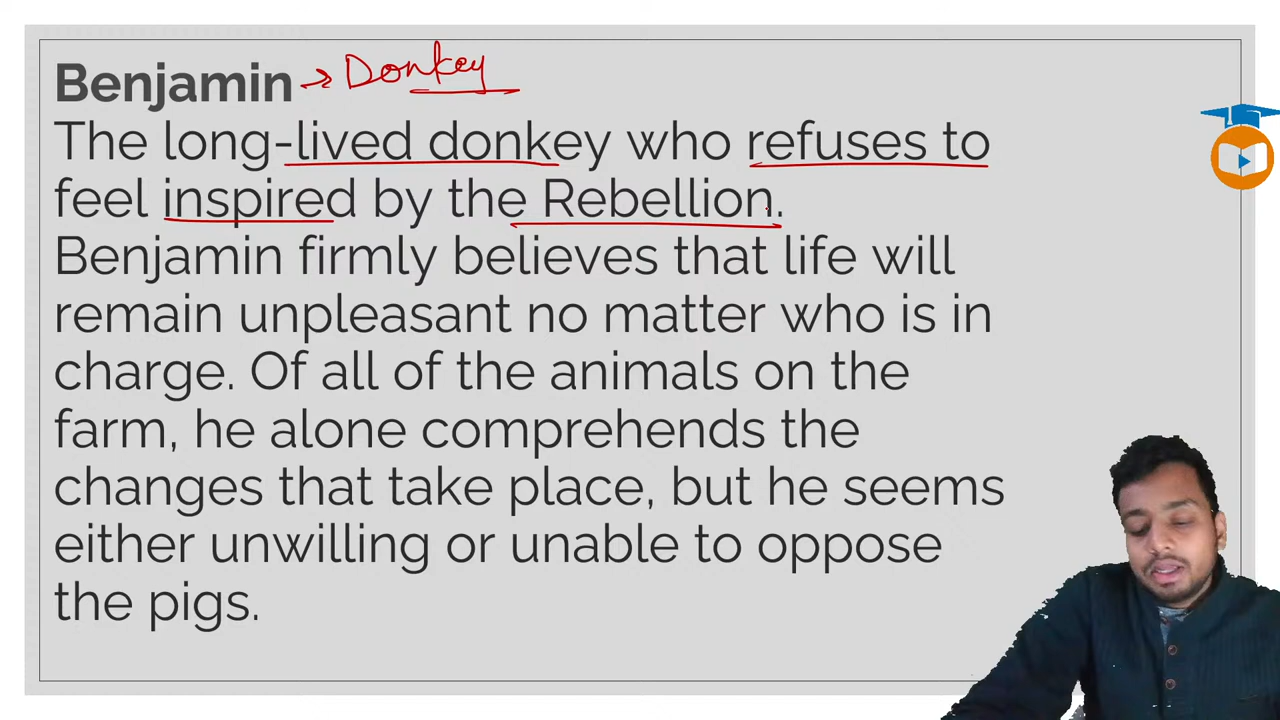 Benjamin → Donkey
The long-lived donkey who refuses to
feel inspired by the Rebellion.
Benjamin firmly believes that life will
remain unpleasant no matter who is in
charge. Of all of the animals on the
farm, he alone comprehends the
changes that take place, but he seems
either unwilling or unable to oppose
the pigs.